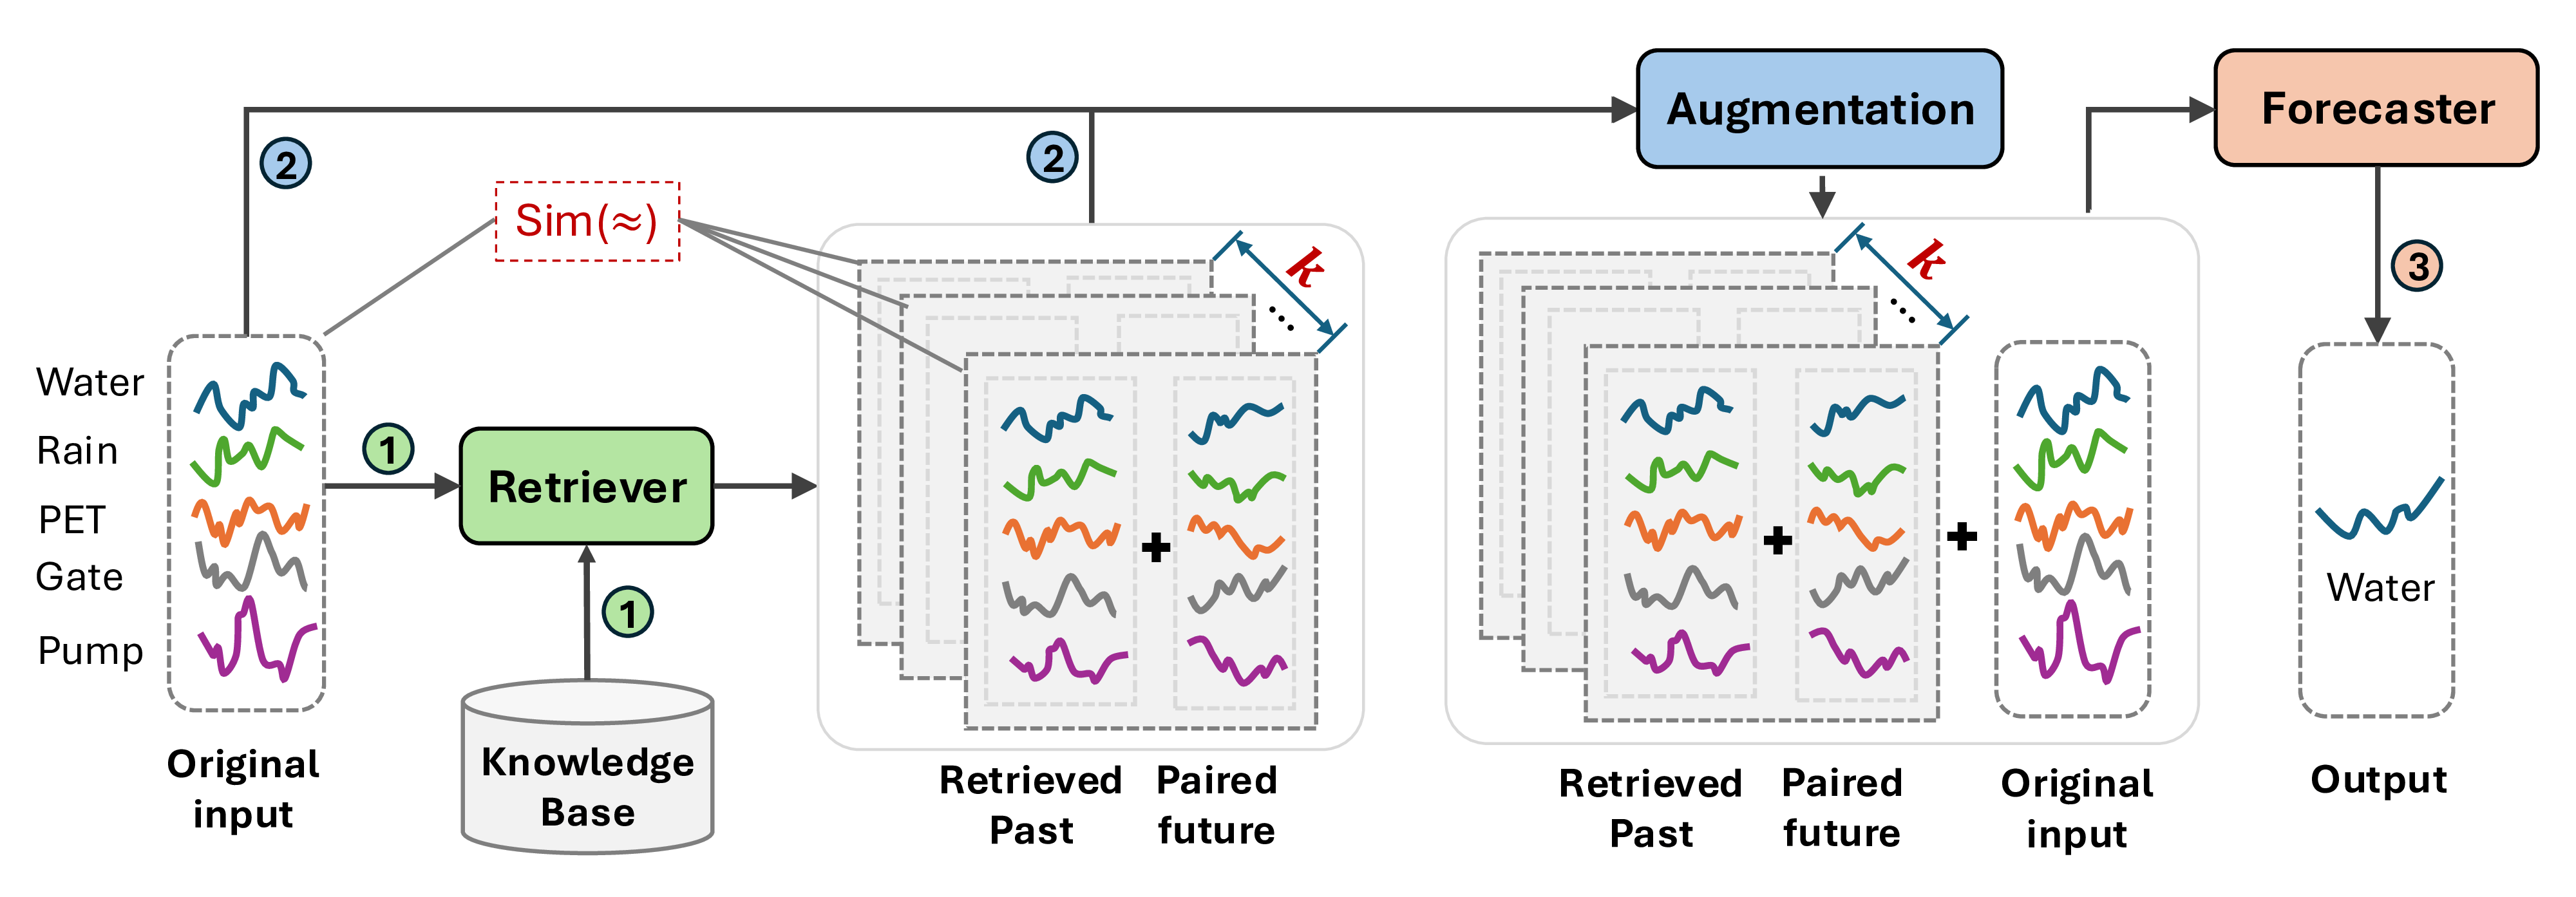 Augmentation
Forecaster
2
2
Sim(≈)
k
k
3
Water
Rain
PET
Gate
Pump
1
Retriever
1
+
+
+
Water
Knowledge
Base
Original
input
Retrieved
Past
Paired
future
Retrieved
Past
Paired
future
Original
input
Output